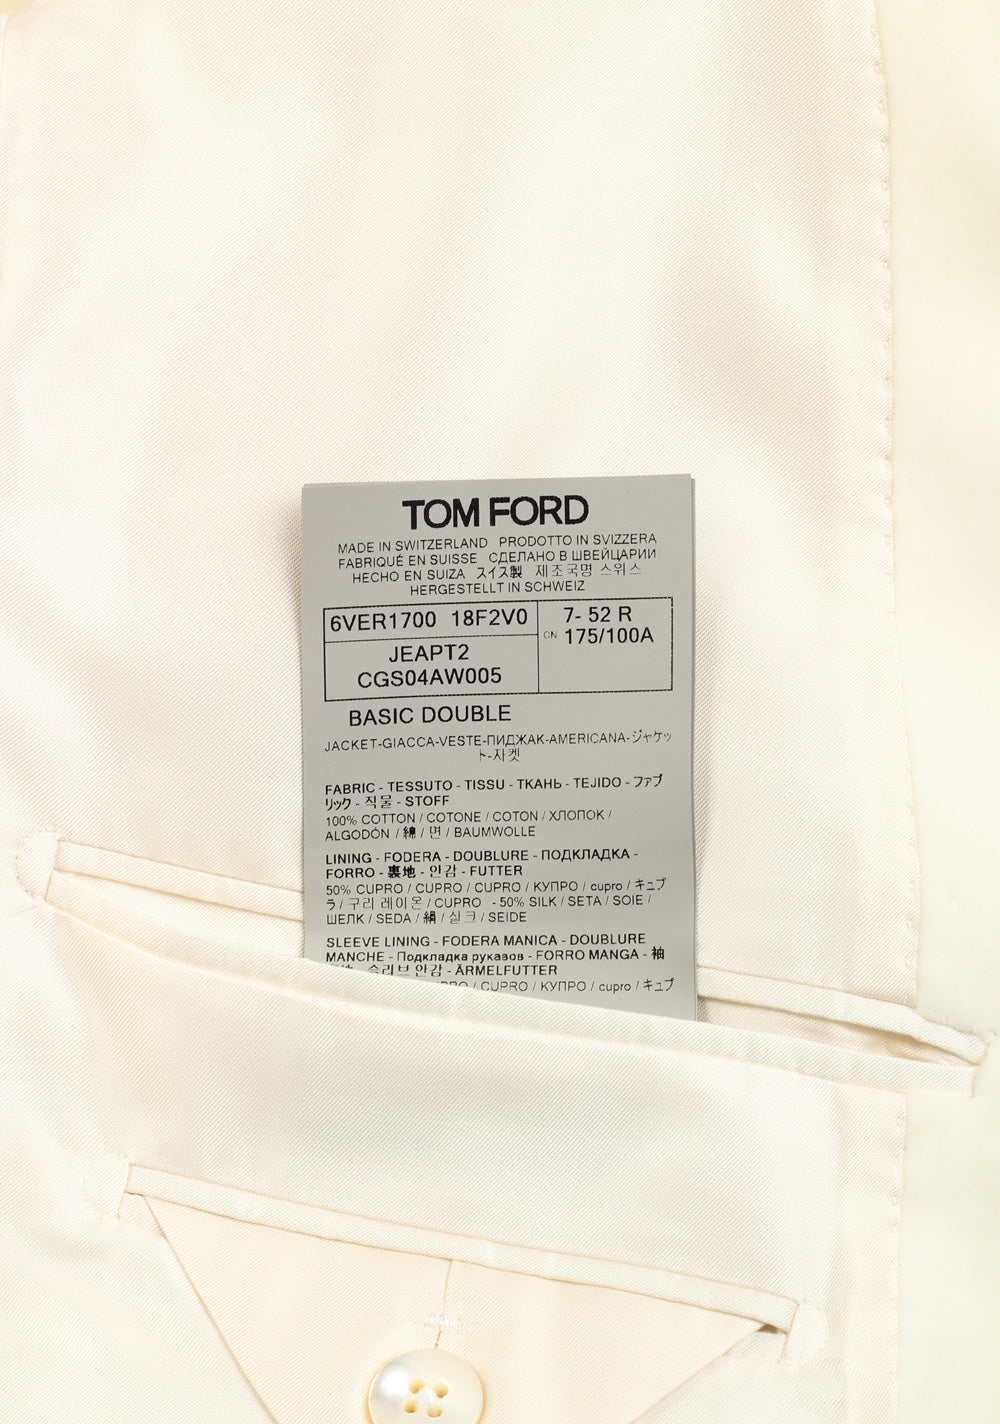 TOM FORD
MADE IN SWITZERLAND PRODOTTO IN SVIZZERA
FABRIQUÉ EN SUISSE СДЕЛАНО В ШВЕЙЦАРИИ
HECHO EN SUIZA スイス製 제조국명 스위스
HERGESTELLT IN SCHWEIZ
6VER1700 18F2V0
7- 52 R
CN 175/100A
JEAPT2
CGS04AW005
BASIC DOUBLE
JACKET-GIACCA-VESTE-ПИДЖАК-AMERICANA-ジャケッ
ト-자켓
FABRIC - TESSUTO - TISSU - ТКАНЬ - TEJIDO - ファブ
リック - 직물 - STOFF
100% COTTON / COTONE / COTON / ХЛОПОК /
ALGODÓN / 綿 / 면 / BAUMWOLLE
LINING - FODERA - DOUBLURE - ПОДКЛАДКА -
FORRO - 裏地 - 안감 - FUTTER
50% CUPRO / CUPRO / CUPRO / КУПРО / cupro / キュプ
ラ / 구리 레이온 / CUPRO - 50% SILK / SETA / SOIE /
ШЕЛК / SEDA / 絹 / 실크 / SEIDE
SLEEVE LINING - FODERA MANICA - DOUBLURE
MANCHE - Подкладка рукавов - FORRO MANGA - 袖
슬리브 안감 - ÄRMELFUTTER
/ CUPRO / КУПРО / cupro / キュプ